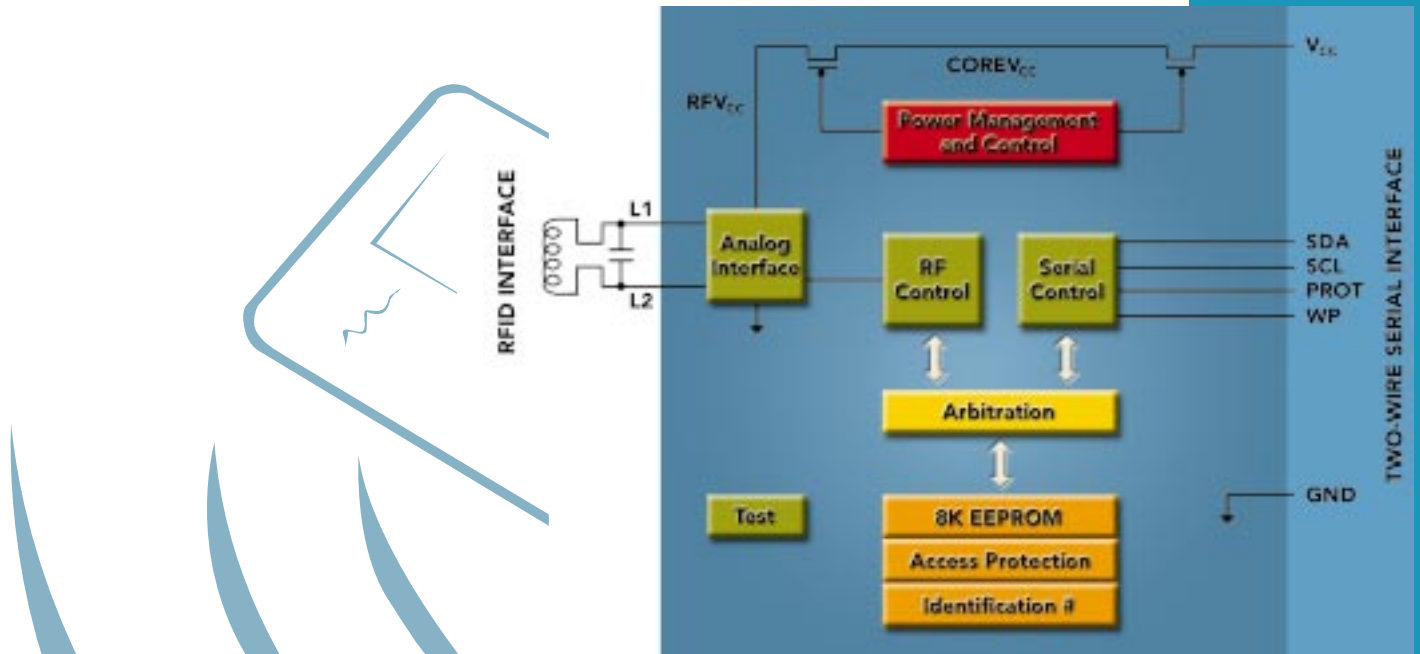 RFID INTERFACE
L1
L2
RFVCC
COREVCC
VCC
Power Management
and Control
Analog
Interface
RF
Control
Serial
Control
SDA
SCL
PROT
WP
TWO-WIRE SERIAL INTERFACE
Arbitration
GND
Test
8K EEPROM
Access Protection
Identification #